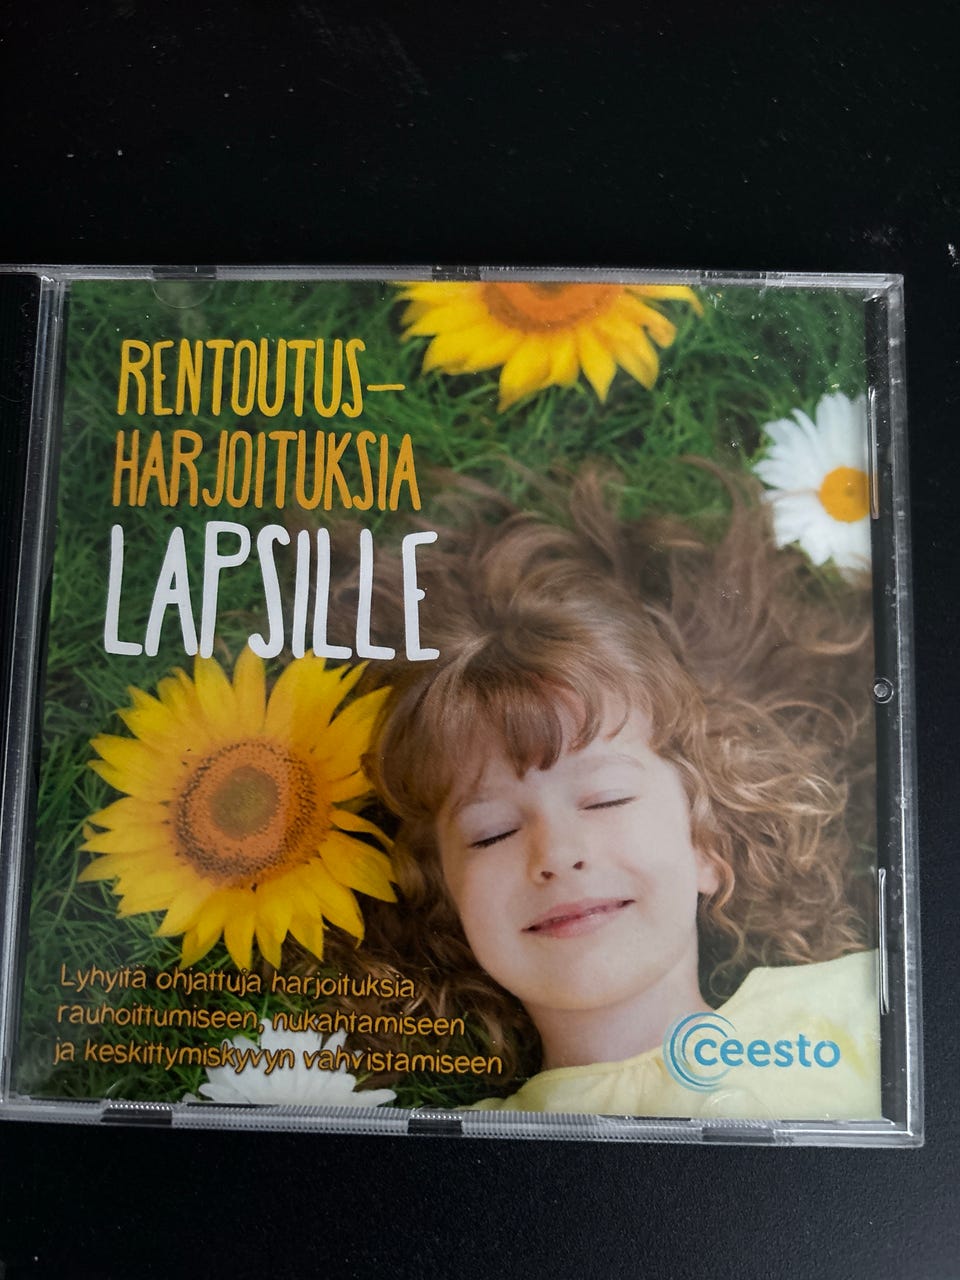 RENTOUTUS-
HARJOITUKSIA
LAPSILLE
Lyhyitä ohjattuja harjoituksia
rauhoittumiseen, nukahtamiseen
ja keskittymiskyvyn vahvistamiseen
ceesto